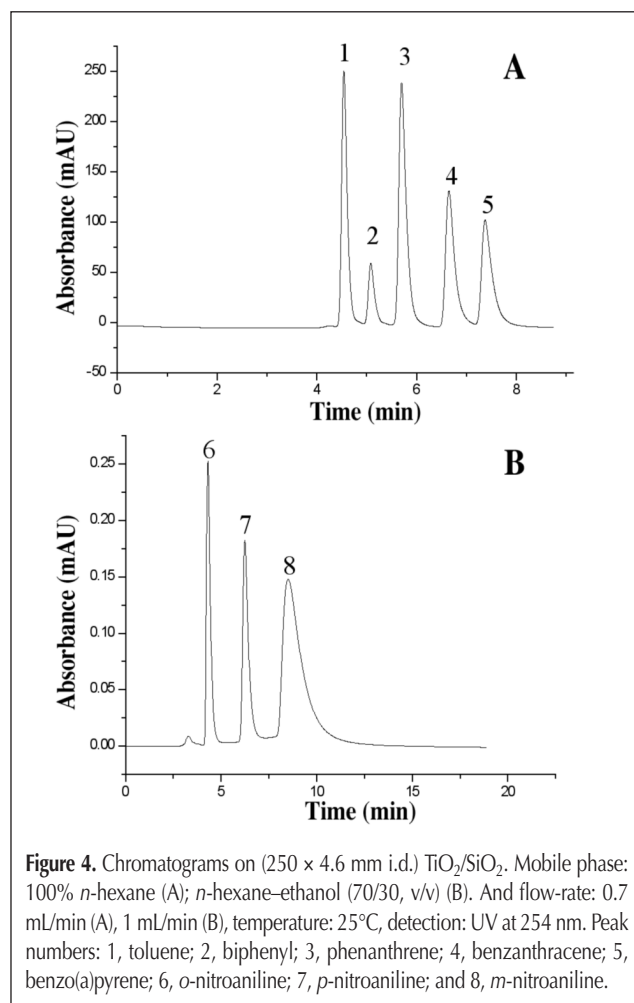 A
1
3
2
4
5
250
200
150
100
50
0
-50
Absorbance (mAU)
0 2 4 6 8
Time (min)
B
6
7
8
0.25
0.20
0.15
0.10
0.05
0.00
Absorbance (mAU)
0 5 10 15 20
Time (min)
Figure 4. Chromatograms on (250 × 4.6 mm i.d.) TiO₂/SiO₂. Mobile phase:
100% n-hexane (A); n-hexane–ethanol (70/30, v/v) (B). And flow-rate: 0.7
mL/min (A), 1 mL/min (B), temperature: 25°C, detection: UV at 254 nm. Peak
numbers: 1, toluene; 2, biphenyl; 3, phenanthrene; 4, benzanthracene; 5,
benzo(a)pyrene; 6, o-nitroaniline; 7, p-nitroaniline; and 8, m-nitroaniline.